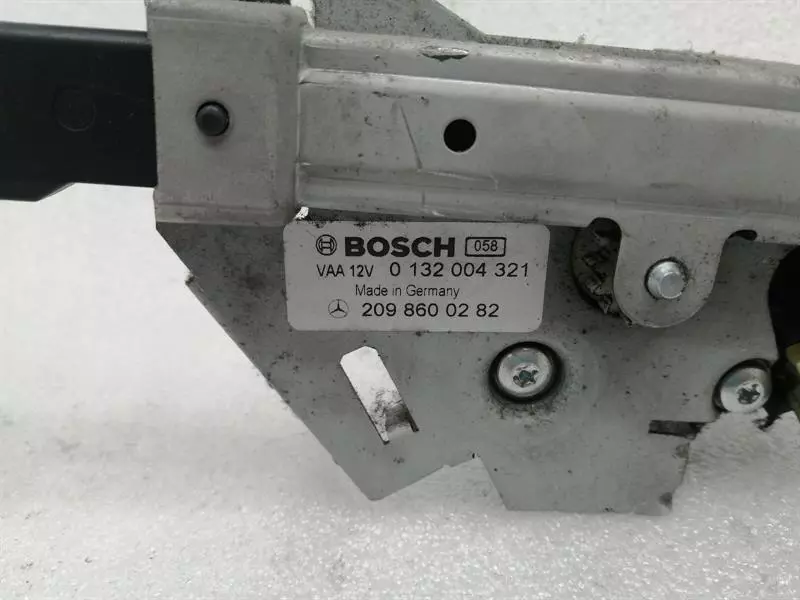 BOSCH 058
VAA 12V 0 132 004 321
Made in Germany
209 860 02 82